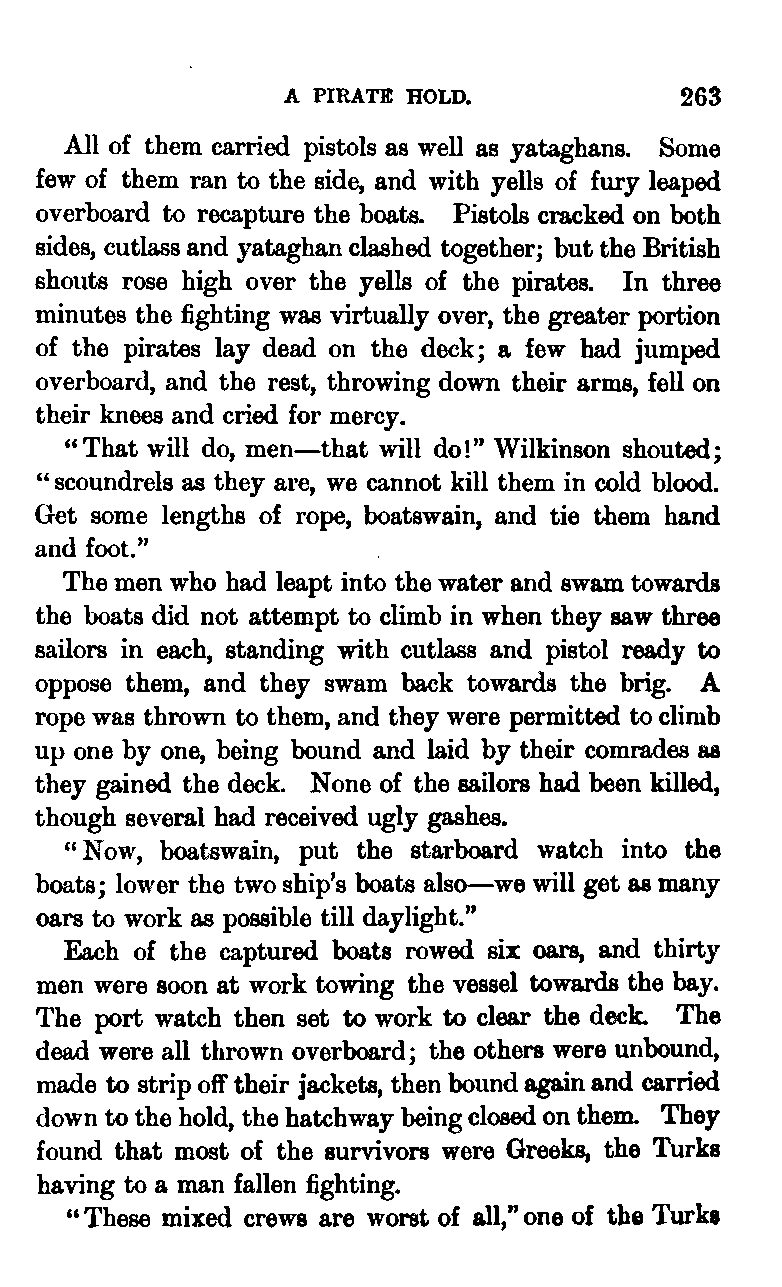 A PIRATE HOLD. 263
All of them carried pistols as well as yataghans. Some
few of them ran to the side, and with yells of fury leaped
overboard to recapture the boats. Pistols cracked on both
sides, cutlass and yataghan clashed together; but the British
shouts rose high over the yells of the pirates. In three
minutes the fighting was virtually over, the greater portion
of the pirates lay dead on the deck; a few had jumped
overboard, and the rest, throwing down their arms, fell on
their knees and cried for mercy.
“That will do, men—that will do!” Wilkinson shouted;
“scoundrels as they are, we cannot kill them in cold blood.
Get some lengths of rope, boatswain, and tie them hand
and foot.”
The men who had leapt into the water and swam towards
the boats did not attempt to climb in when they saw three
sailors in each, standing with cutlass and pistol ready to
oppose them, and they swam back towards the brig. A
rope was thrown to them, and they were permitted to climb
up one by one, being bound and laid by their comrades as
they gained the deck. None of the sailors had been killed,
though several had received ugly gashes.
“Now, boatswain, put the starboard watch into the
boats; lower the two ship's boats also—we will get as many
oars to work as possible till daylight.”
Each of the captured boats rowed six oars, and thirty
men were soon at work towing the vessel towards the bay.
The port watch then set to work to clear the deck. The
dead were all thrown overboard; the others were unbound,
made to strip off their jackets, then bound again and carried
down to the hold, the hatchway being closed on them. They
found that most of the survivors were Greeks, the Turks
having to a man fallen fighting.
“These mixed crews are worst of all,” one of the Turks